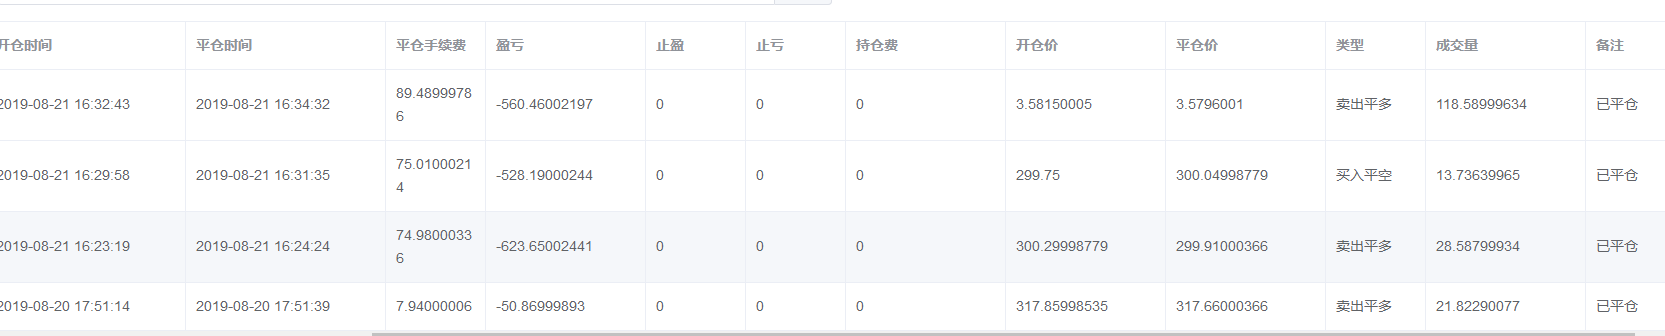 开仓时间 平仓时间 平仓手续费 盈亏 止盈 止亏 持仓费 开仓价 平仓价 类型 成交量 备注
2019-08-21 16:32:43 2019-08-21 16:34:32 89.48999786 -560.46002197 0 0 0 3.58150005 3.5796001 卖出平多 118.58999634 已平仓
2019-08-21 16:29:58 2019-08-21 16:31:35 75.01000214 -528.19000244 0 0 0 299.75 300.04998779 买入平空 13.73639965 已平仓
2019-08-21 16:23:19 2019-08-21 16:24:24 74.98000336 -623.65002441 0 0 0 300.29998779 299.91000366 卖出平多 28.58799934 已平仓
2019-08-20 17:51:14 2019-08-20 17:51:39 7.94000006 -50.86999893 0 0 0 317.85998535 317.66000366 卖出平多 21.82290077 已平仓